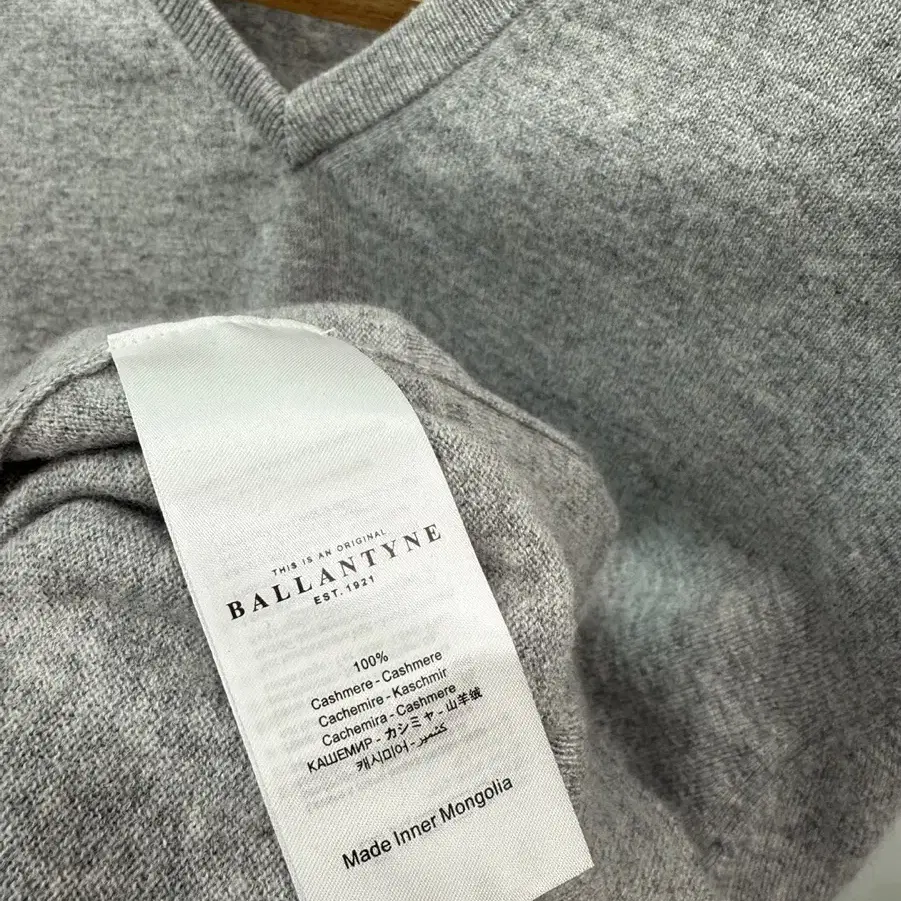 THIS IS AN ORIGINAL
BALLANTYNE
EST. 1921
100%
Cashmere - Cashmere
Cachemire - Kaschmir
Cachemira - Cashmere
КАШЕМИР - カシミヤ - 山羊绒
캐시미어 - كشمير
Made Inner Mongolia